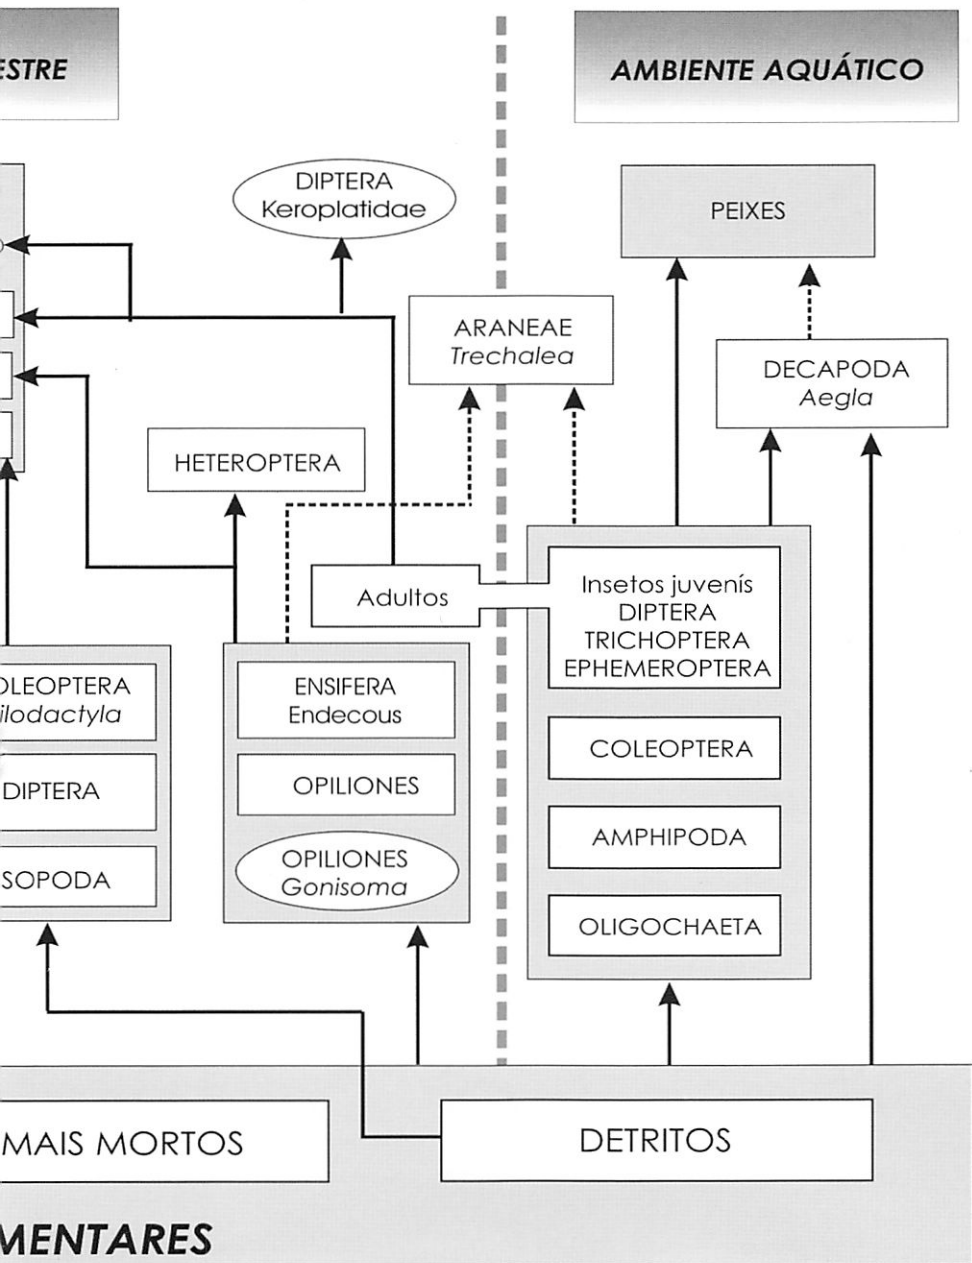 ESTRE
AMBIENTE AQUÁTICO
DIPTERA
Keroplatidae
PEIXES
ARANEAE
Trechalea
DECAPODA
Aegla
HETEROPTERA
Adultos
Insetos juvenís
DIPTERA
TRICHOPTERA
EPHEMEROPTERA
OLEOPTERA
ilodactyla
ENSIFERA
Endecous
COLEOPTERA
DIPTERA
OPILIONES
AMPHIPODA
SOPODA
OPILIONES
Gonisoma
OLIGOCHAETA
MAIS MORTOS
DETRITOS
MENTARES